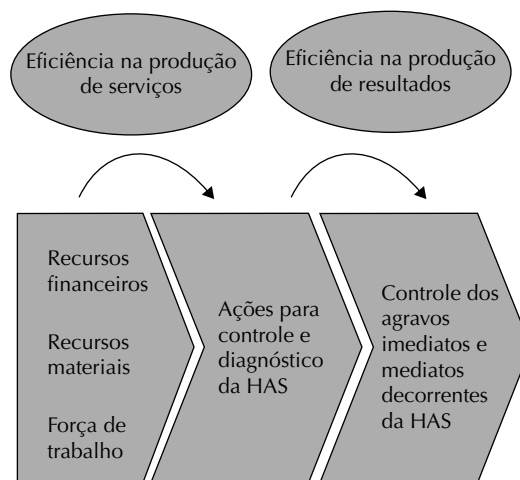 Eficiência na produção
de serviços
Eficiência na produção
de resultados
Recursos
financeiros
Recursos
materiais
Força de
trabalho
Ações para
controle e
diagnóstico
da HAS
Controle dos
agravos
imediatos e
mediatos
decorrentes
da HAS